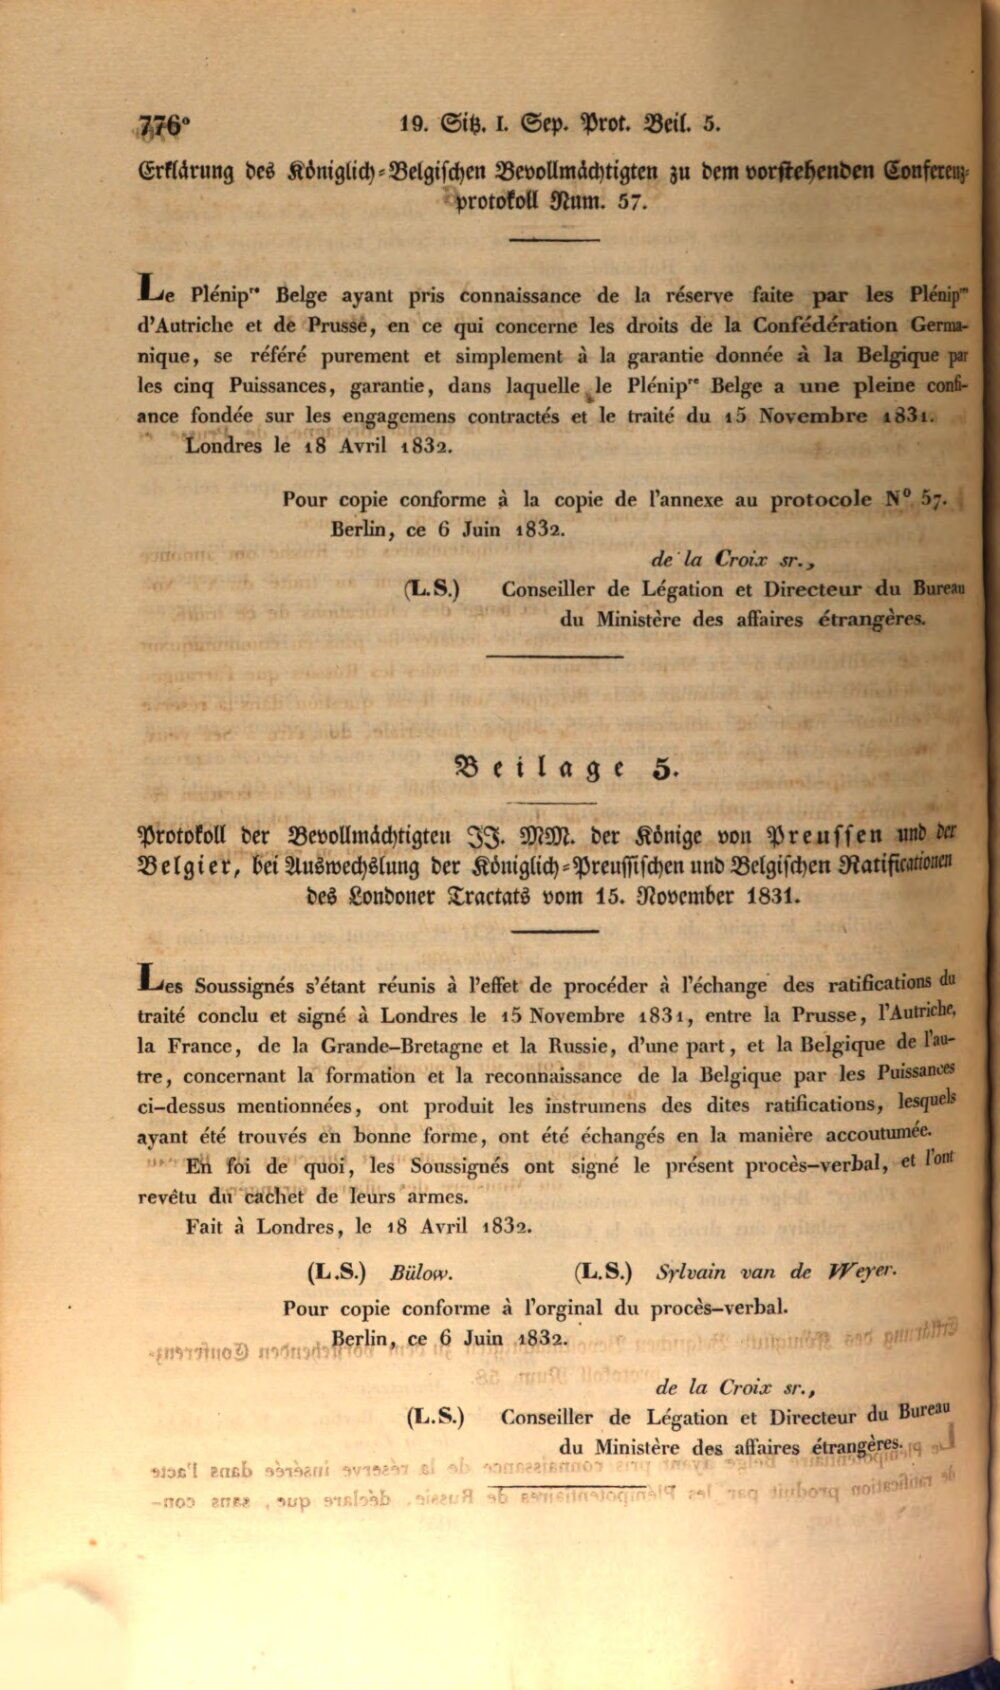 776°
19. Sitz. I. Sep. Prot. Beil. 5.
Erklärung des Königlich-Belgischen Bevollmächtigten zu dem vorstehenden Conferenz-
protokoll Num. 57.
Le Plénip<sup>re</sup> Belge ayant pris connaissance de la réserve faite par les Plénip<sup>res</sup>
d'Autriche et de Prusse, en ce qui concerne les droits de la Confédération Germa-
nique, se référé purement et simplement à la garantie donnée à la Belgique par
les cinq Puissances, garantie, dans laquelle le Plénip<sup>re</sup> Belge a une pleine confi-
ance fondée sur les engagemens contractés et le traité du 15 Novembre 1831.
Londres le 18 Avril 1832.
Pour copie conforme à la copie de l'annexe au protocole N° 57.
Berlin, ce 6 Juin 1832.
de la Croix sr.,
(L.S.) Conseiller de Légation et Directeur du Bureau
du Ministère des affaires étrangères.
Beilage 5.
Protokoll der Bevollmächtigten JJ. MM. der Könige von Preussen und der
Belgier, bei Auswechslung der Königlich-Preussischen und Belgischen Ratificationen
des Londoner Tractats vom 15. November 1831.
Les Soussignés s'étant réunis à l'effet de procéder à l'échange des ratifications du
traité conclu et signé à Londres le 15 Novembre 1831, entre la Prusse, l'Autriche,
la France, de la Grande-Bretagne et la Russie, d'une part, et la Belgique de l'au-
tre, concernant la formation et la reconnaissance de la Belgique par les Puissances
ci-dessus mentionnées, ont produit les instrumens des dites ratifications, lesquels
ayant été trouvés en bonne forme, ont été échangés en la manière accoutumée.
En foi de quoi, les Soussignés ont signé le présent procès-verbal, et l'ont
revêtu du cachet de leurs armes.
Fait à Londres, le 18 Avril 1832.
(L.S.) Bülow. (L.S.) Sylvain van de Weyer.
Pour copie conforme à l'orginal du procès-verbal.
Berlin, ce 6 Juin 1832.
de la Croix sr.,
(L.S.) Conseiller de Légation et Directeur du Bureau
du Ministère des affaires étrangères.